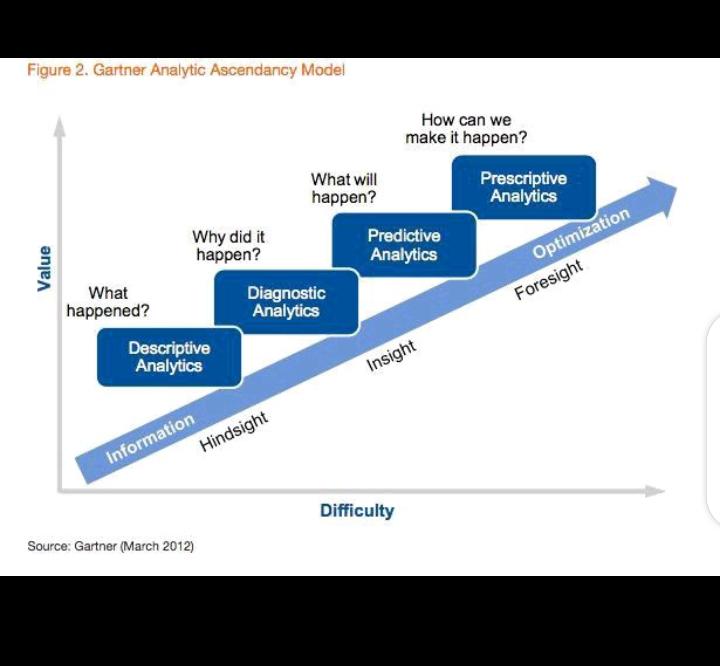 Figure 2. Gartner Analytic Ascendancy Model
How can we
make it happen?
Prescriptive
Analytics
What will
happen?
Predictive
Analytics
Why did it
happen?
Diagnostic
Analytics
What
happened?
Descriptive
Analytics
Value
Information
Optimization
Hindsight
Insight
Foresight
Difficulty
Source: Gartner (March 2012)